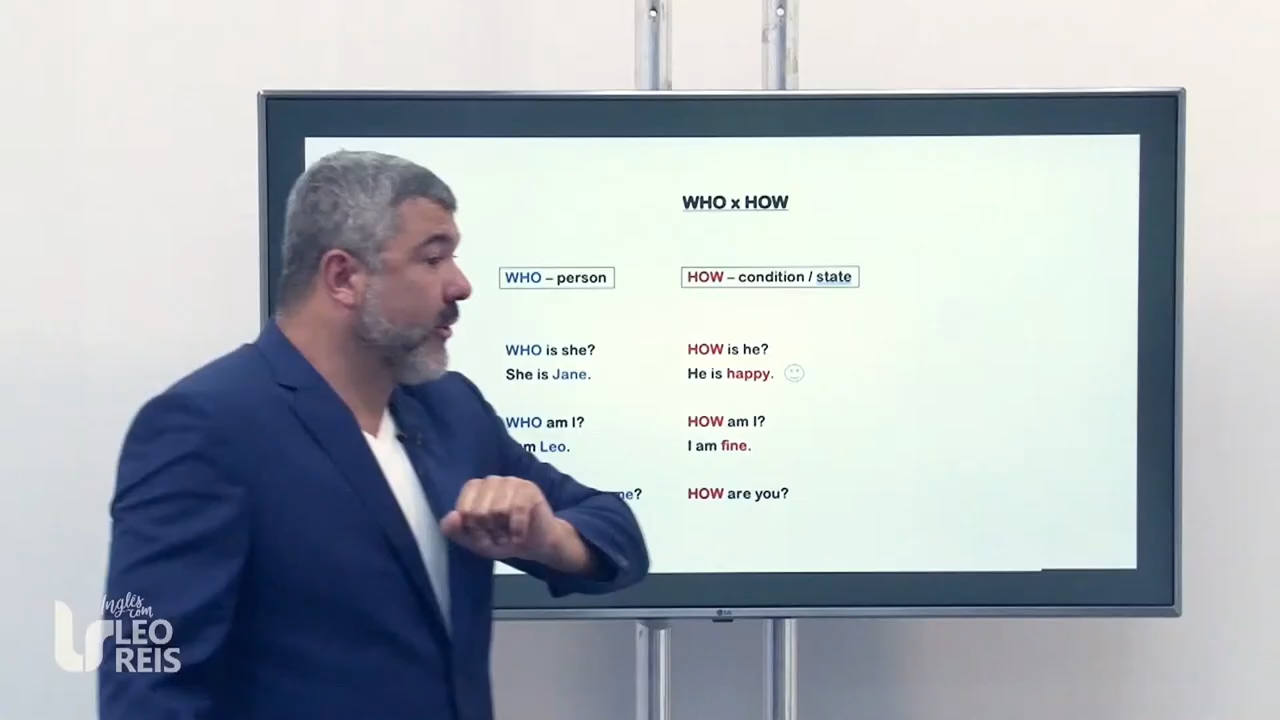 WHO x HOW
WHO – person
HOW – condition / state
WHO is she?
She is Jane.
HOW is he?
He is happy.
WHO am I?
Leo.
HOW am I?
I am fine.
HOW are you?
LG
Inglês
com
LEO
REIS